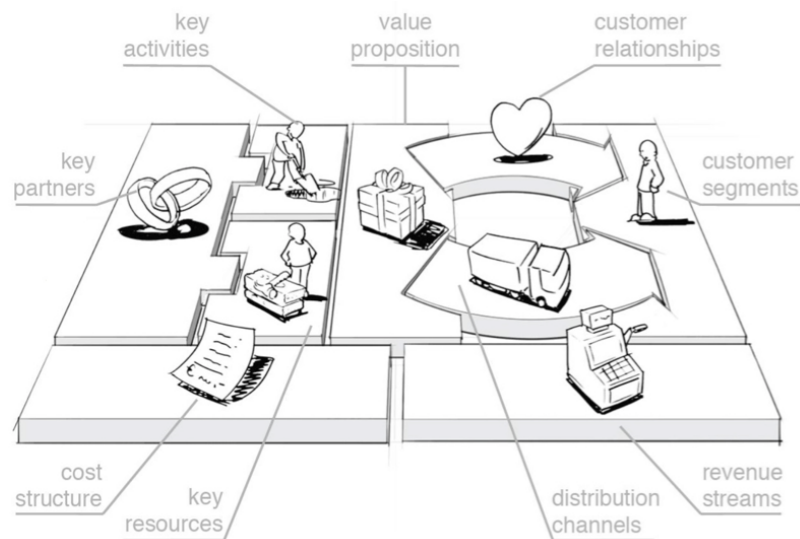 key
activities
value
proposition
customer
relationships
key
partners
customer
segments
€
cost
structure
key
resources
distribution
channels
revenue
streams